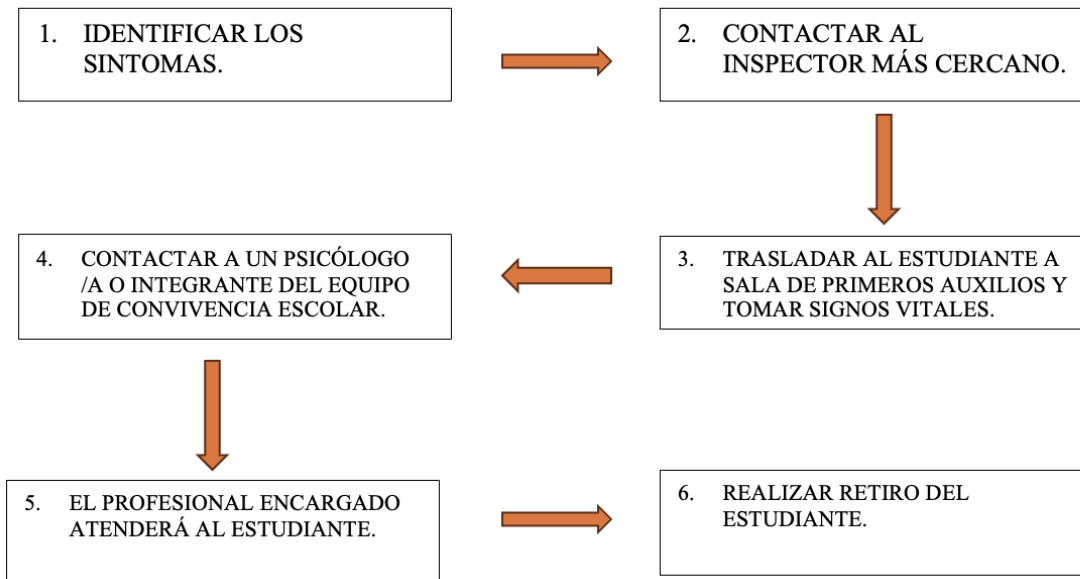 1. IDENTIFICAR LOS
SINTOMAS.
2. CONTACTAR AL
INSPECTOR MÁS CERCANO.
3. TRASLADAR AL ESTUDIANTE A
SALA DE PRIMEROS AUXILIOS Y
TOMAR SIGNOS VITALES.
4. CONTACTAR A UN PSICÓLOGO
/A O INTEGRANTE DEL EQUIPO
DE CONVIVENCIA ESCOLAR.
5. EL PROFESIONAL ENCARGADO
ATENDERÁ AL ESTUDIANTE.
6. REALIZAR RETIRO DEL
ESTUDIANTE.